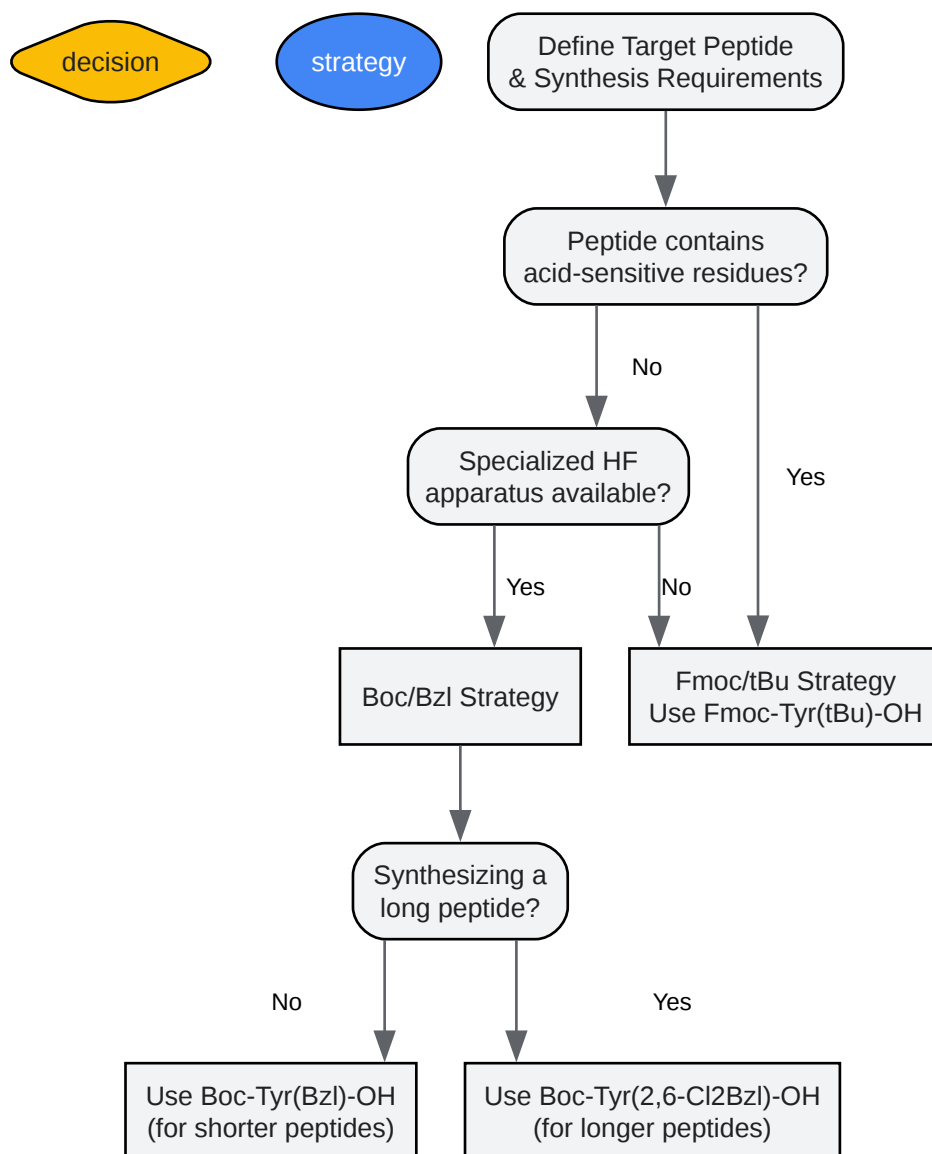 decision
strategy
Define Target Peptide
& Synthesis Requirements
Peptide contains
acid-sensitive residues?
No
Specialized HF
apparatus available?
Yes
Yes
No
Boc/Bzl Strategy
Fmoc/tBu Strategy
Use Fmoc-Tyr(tBu)-OH
Synthesizing a
long peptide?
No
Yes
Use Boc-Tyr(Bzl)-OH
(for shorter peptides)
Use Boc-Tyr(2,6-Cl2Bzl)-OH
(for longer peptides)